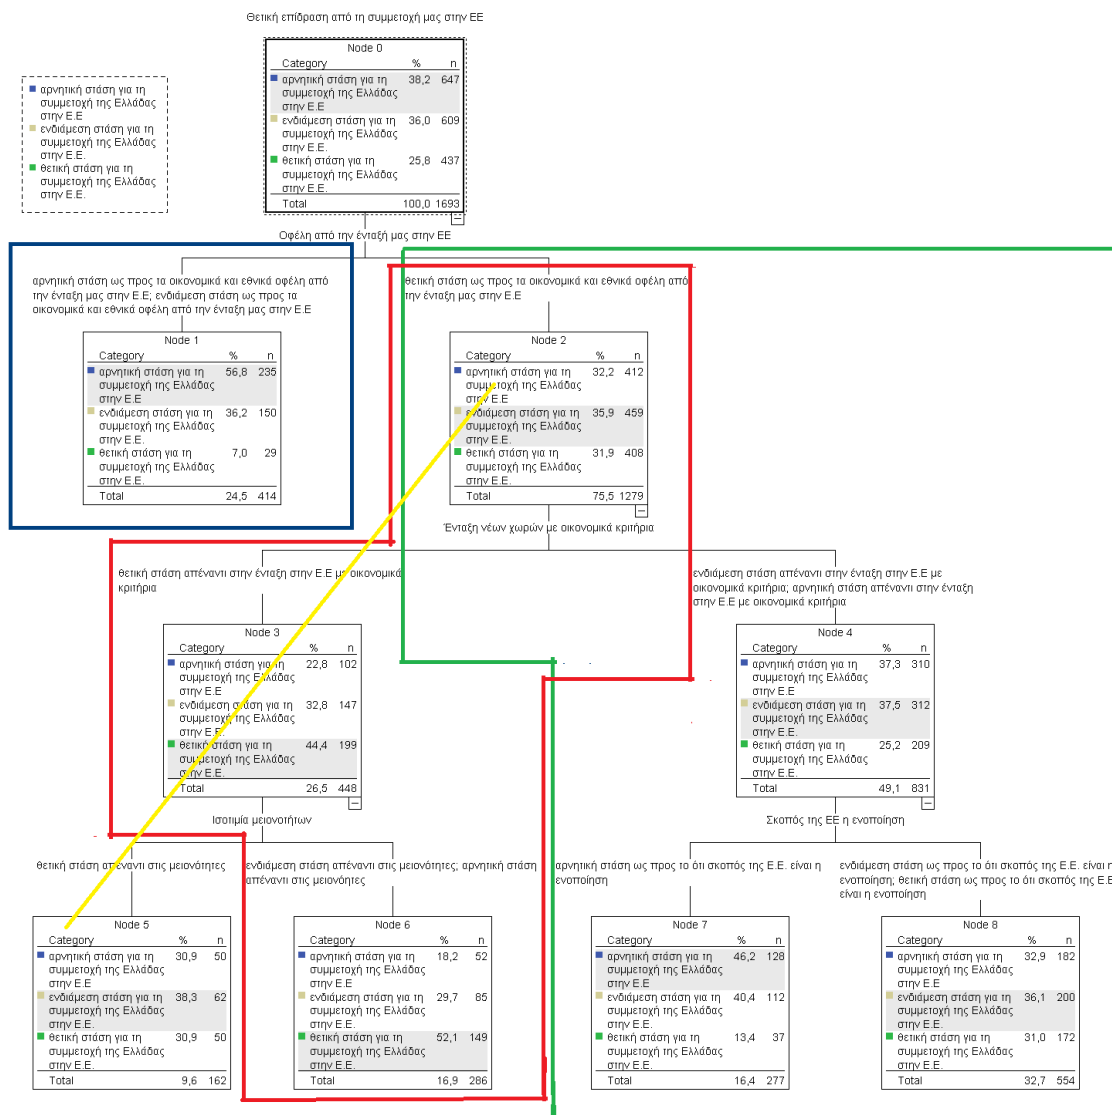 Θετική επίδραση από τη συμμετοχή μας στην ΕΕ
Node 0
Category % n
αρνητική στάση για τη 38,2 647
συμμετοχή της Ελλάδας
στην Ε.Ε
ενδιάμεση στάση για τη 36,0 609
συμμετοχή της Ελλάδας
στην Ε.Ε.
θετική στάση για τη 25,8 437
συμμετοχή της Ελλάδας
στην Ε.Ε.
Total 100,0 1693
αρνητική στάση για τη
συμμετοχή της Ελλάδας
στην Ε.Ε
ενδιάμεση στάση για τη
συμμετοχή της Ελλάδας
στην Ε.Ε.
θετική στάση για τη
συμμετοχή της Ελλάδας
στην Ε.Ε.
Οφέλη από την ένταξή μας στην ΕΕ
αρνητική στάση ως προς τα οικονομικά και εθνικά οφέλη από
την ένταξη μας στην Ε.Ε; ενδιάμεση στάση ως προς τα
οικονομικά και εθνικά οφέλη από την ένταξη μας στην Ε.Ε
θετική στάση ως προς τα οικονομικά και εθνικά οφέλη από
την ένταξη μας στην Ε.Ε
Node 1
Category % n
αρνητική στάση για τη 56,8 235
συμμετοχή της Ελλάδας
στην Ε.Ε
ενδιάμεση στάση για τη 36,2 150
συμμετοχή της Ελλάδας
στην Ε.Ε.
θετική στάση για τη 7,0 29
συμμετοχή της Ελλάδας
στην Ε.Ε.
Total 24,5 414
Node 2
Category % n
αρνητική στάση για τη 32,2 412
συμμετοχή της Ελλάδας
στην Ε.Ε
ενδιάμεση στάση για τη 35,9 459
συμμετοχή της Ελλάδας
στην Ε.Ε.
θετική στάση για τη 31,9 408
συμμετοχή της Ελλάδας
στην Ε.Ε.
Total 75,5 1279
Ένταξη νέων χωρών με οικονομικά κριτήρια
θετική στάση απέναντι στην ένταξη στην Ε.Ε με οικονομικά
κριτήρια
ενδιάμεση στάση απέναντι στην ένταξη στην Ε.Ε με
οικονομικά κριτήρια; αρνητική στάση απέναντι στην ένταξη
στην Ε.Ε με οικονομικά κριτήρια
Node 3
Category % n
αρνητική στάση για τη 22,8 102
συμμετοχή της Ελλάδας
στην Ε.Ε
ενδιάμεση στάση για τη 32,8 147
συμμετοχή της Ελλάδας
στην Ε.Ε.
θετική στάση για τη 44,4 199
συμμετοχή της Ελλάδας
στην Ε.Ε.
Total 26,5 448
Node 4
Category % n
αρνητική στάση για τη 37,3 310
συμμετοχή της Ελλάδας
στην Ε.Ε
ενδιάμεση στάση για τη 37,5 312
συμμετοχή της Ελλάδας
στην Ε.Ε.
θετική στάση για τη 25,2 209
συμμετοχή της Ελλάδας
στην Ε.Ε.
Total 49,1 831
Ισοτιμία μειονοτήτων
Σκοπός της ΕΕ η ενοποίηση
θετική στάση απέναντι στις μειονότητες
ενδιάμεση στάση απέναντι στις μειονότητες; αρνητική στάση
απέναντι στις μειονόητες
αρνητική στάση ως προς το ότι σκοπός της Ε.Ε. είναι η
ενοποίηση
ενδιάμεση στάση ως προς το ότι σκοπός της Ε.Ε. είναι η
ενοποίηση; θετική στάση ως προς το ότι σκοπός της Ε.Ε
είναι η ενοποίηση
Node 5
Category % n
αρνητική στάση για τη 30,9 50
συμμετοχή της Ελλάδας
στην Ε.Ε
ενδιάμεση στάση για τη 38,3 62
συμμετοχή της Ελλάδας
στην Ε.Ε.
θετική στάση για τη 30,9 50
συμμετοχή της Ελλάδας
στην Ε.Ε.
Total 9,6 162
Node 6
Category % n
αρνητική στάση για τη 18,2 52
συμμετοχή της Ελλάδας
στην Ε.Ε
ενδιάμεση στάση για τη 29,7 85
συμμετοχή της Ελλάδας
στην Ε.Ε.
θετική στάση για τη 52,1 149
συμμετοχή της Ελλάδας
στην Ε.Ε.
Total 16,9 286
Node 7
Category % n
αρνητική στάση για τη 46,2 128
συμμετοχή της Ελλάδας
στην Ε.Ε
ενδιάμεση στάση για τη 40,4 112
συμμετοχή της Ελλάδας
στην Ε.Ε.
θετική στάση για τη 13,4 37
συμμετοχή της Ελλάδας
στην Ε.Ε.
Total 16,4 277
Node 8
Category % n
αρνητική στάση για τη 32,9 182
συμμετοχή της Ελλάδας
στην Ε.Ε
ενδιάμεση στάση για τη 36,1 200
συμμετοχή της Ελλάδας
στην Ε.Ε.
θετική στάση για τη 31,0 172
συμμετοχή της Ελλάδας
στην Ε.Ε.
Total 32,7 554